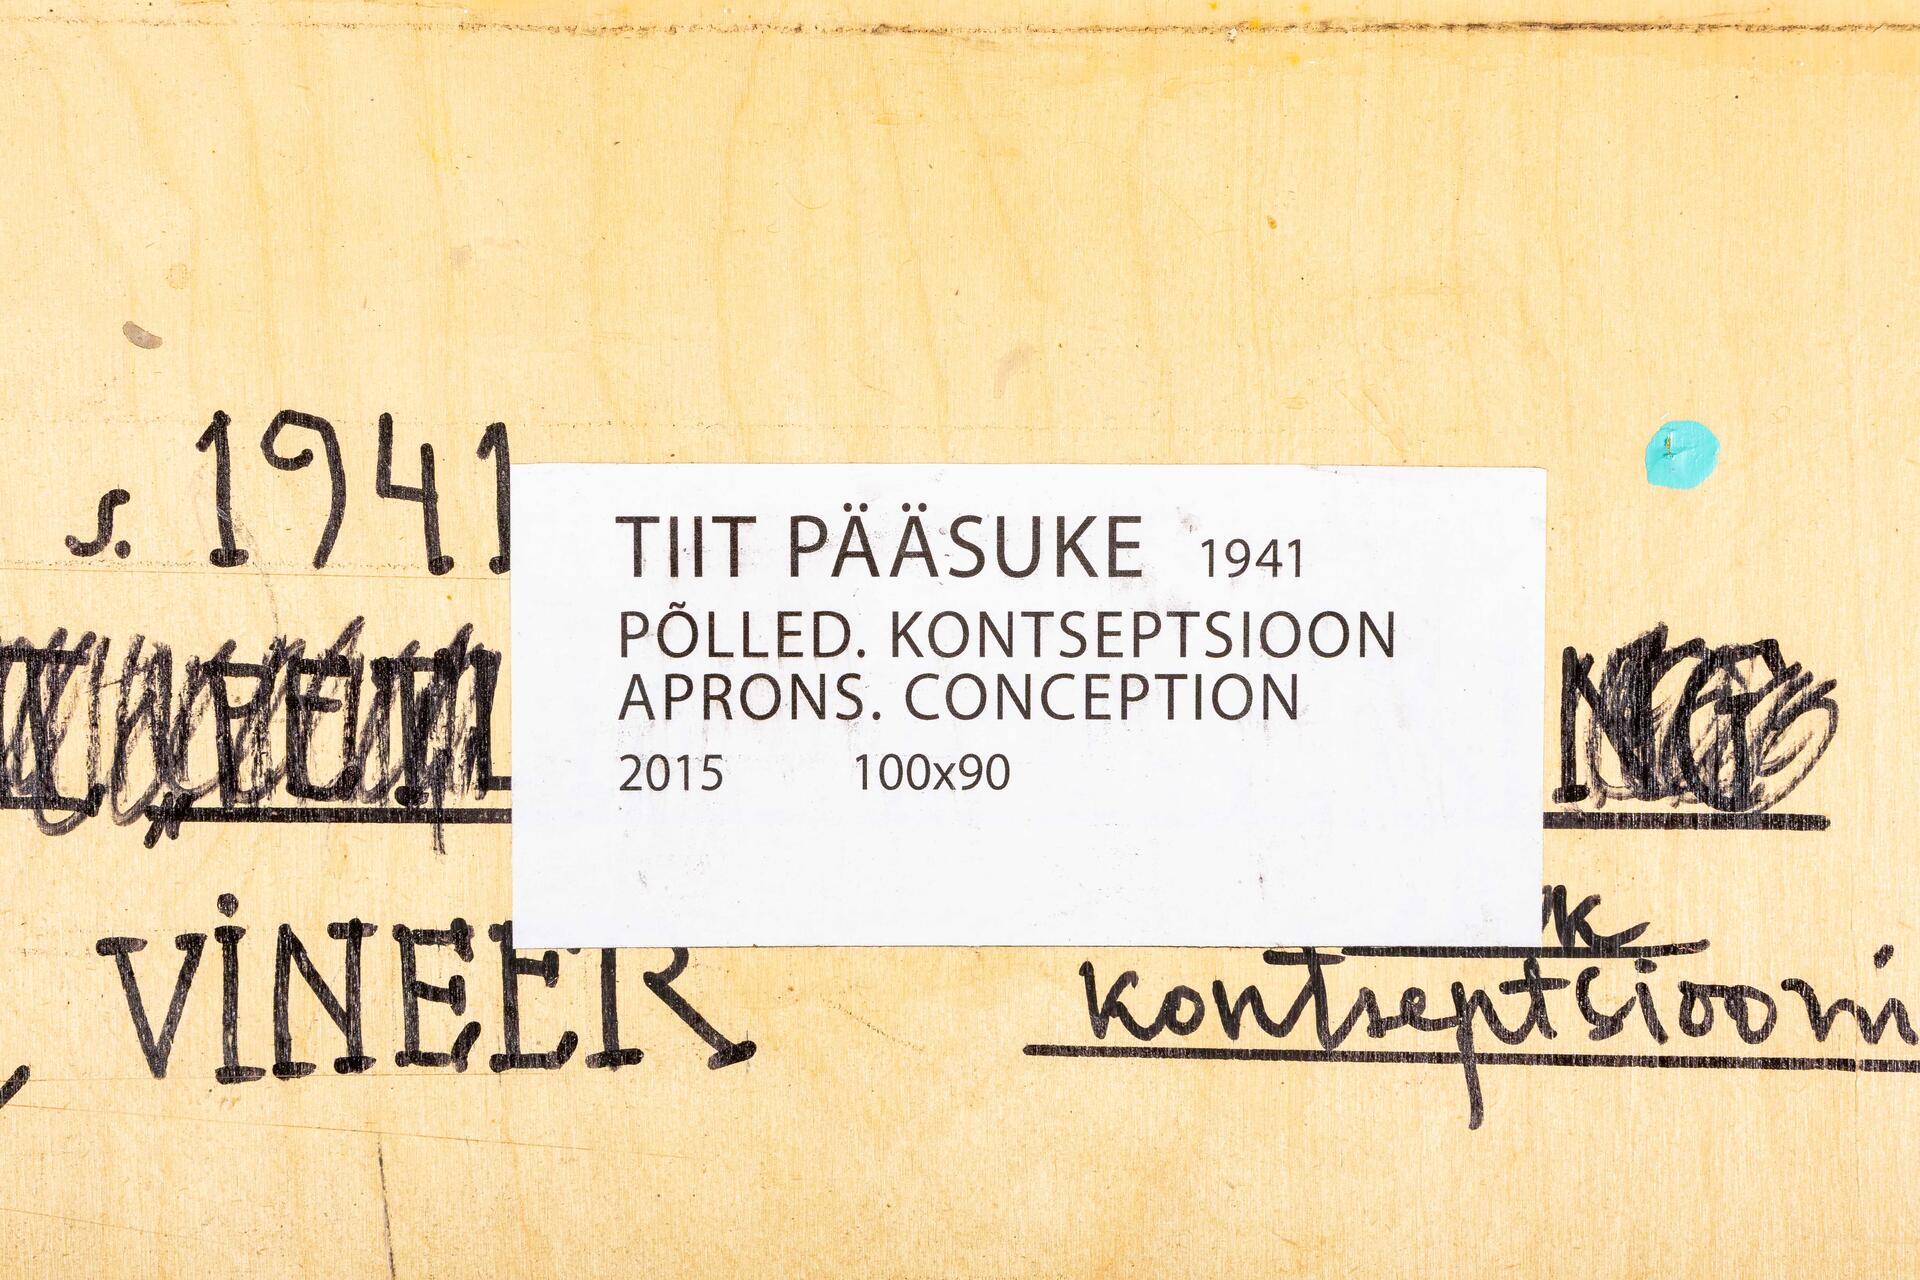 s. 1941
TIIT PÄÄSUKE 1941
PÕLLED. KONTSEPTSIOON
APRONS. CONCEPTION
2015 100x90
VINEER
kontseptsiooni